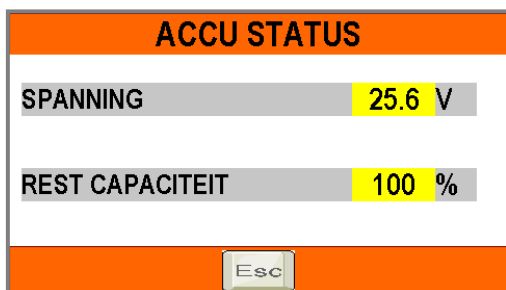 ACCU STATUS
SPANNING 25.6 V
REST CAPACITEIT 100 %
Esc